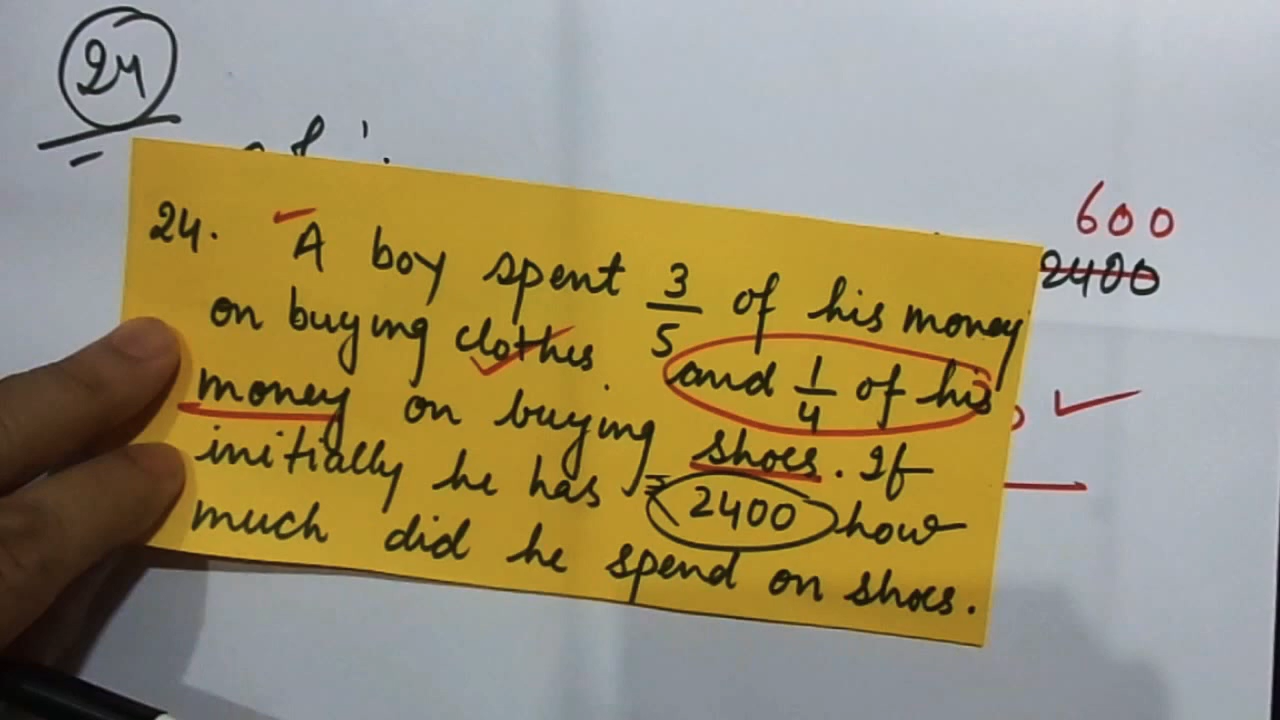 24
24. A boy spent 3/5 of his money
on buying clothes. and 1/4 of his
money on buying shoes. If
initially he has ₹ 2400 how
much did he spend on shoes.
600
2400